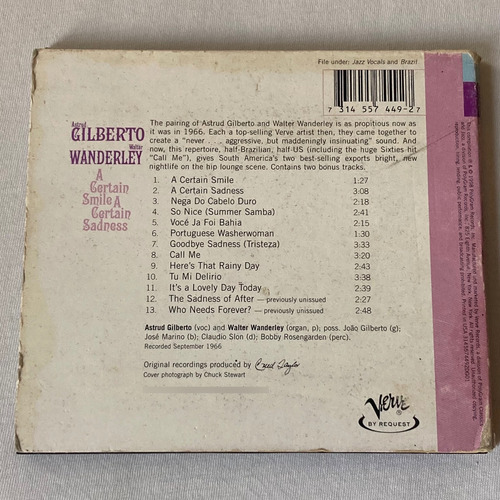 File under: Jazz Vocals and Brazil
7 314 557 449-2 7
Astrud
GILBERTO
Walter
WANDERLEY
A
Certain
Smile A
Certain
Sadness
The pairing of Astrud Gilberto and Walter Wanderley is as propitious now as
it was in 1966. Each a top-selling Verve artist then, they came together to
create a "never . . . aggressive, but maddeningly insinuating" sound. And
now, this repertoire, half-Brazilian, half-US (including the huge Sixties hit
"Call Me"), gives South America's two best-selling exports bright, new
nightlife on the hip lounge scene. Contains two bonus tracks.
1. A Certain Smile 1:26
2. A Certain Sadness 3:08
3. Nega Do Cabelo Duro 2:18
4. So Nice (Summer Samba) 2:41
5. Você Ja Foi Bahia 2:15
6. Portuguese Washerwoman 1:30
7. Goodbye Sadness (Tristeza) 3:33
8. Call Me 3:20
9. Here's That Rainy Day 2:43
10. Tu Mi Delirio 3:38
11. It's a Lovely Day Today 2:39
12. The Sadness of After — previously unissued 2:27
13. Who Needs Forever? — previously unissued 2:48
Astrud Gilberto (voc) and Walter Wanderley (organ, p); poss. João Gilberto (g);
José Marino (b); Claudio Slon (d); Bobby Rosengarden (perc).
Recorded September 1966
Original recordings produced by Creed Taylor
Cover photograph by Chuck Stewart
Verve
®
BY REQUEST